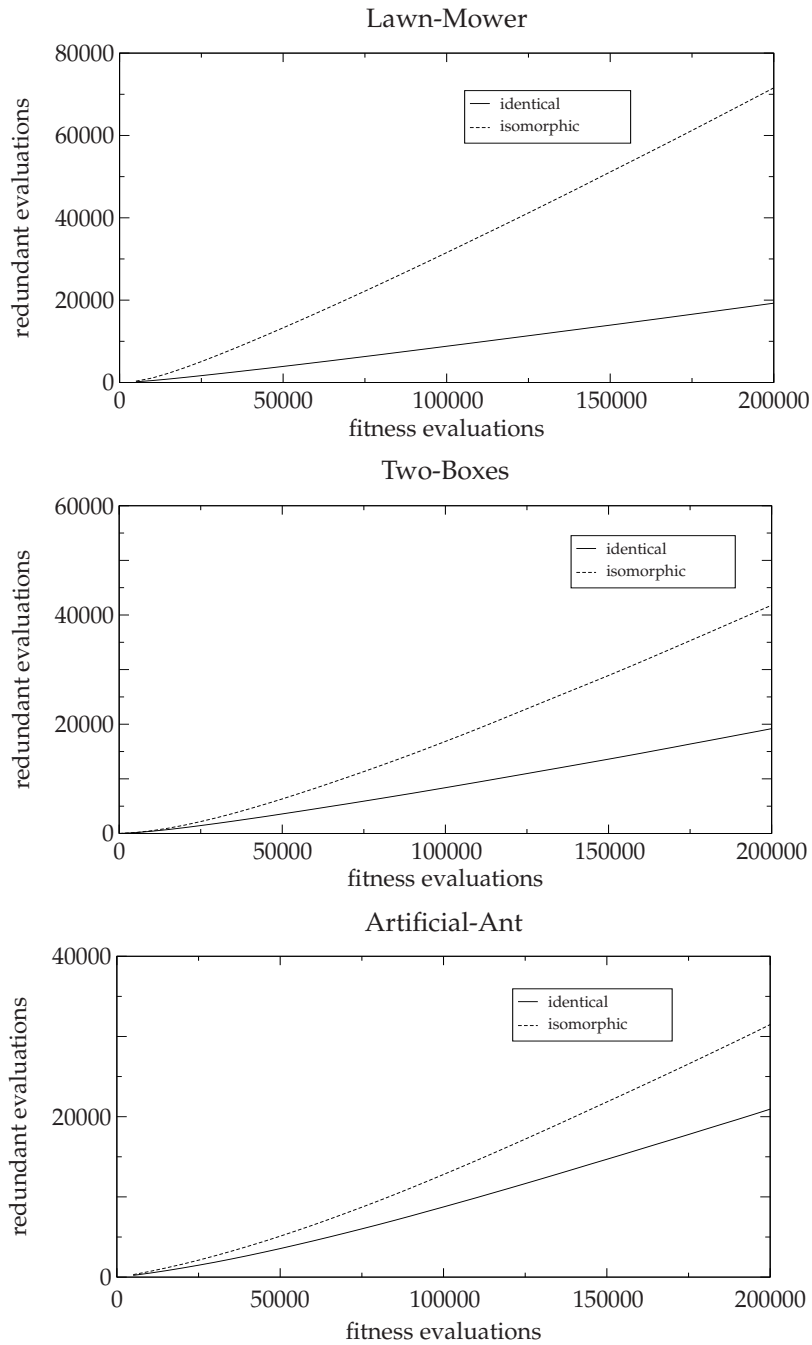 Lawn-Mower
80000
60000
40000
20000
0
redundant evaluations
identical
isomorphic
0 50000 100000 150000 200000
fitness evaluations
Two-Boxes
60000
40000
20000
0
redundant evaluations
identical
isomorphic
0 50000 100000 150000 200000
fitness evaluations
Artificial-Ant
40000
20000
0
redundant evaluations
identical
isomorphic
0 50000 100000 150000 200000
fitness evaluations